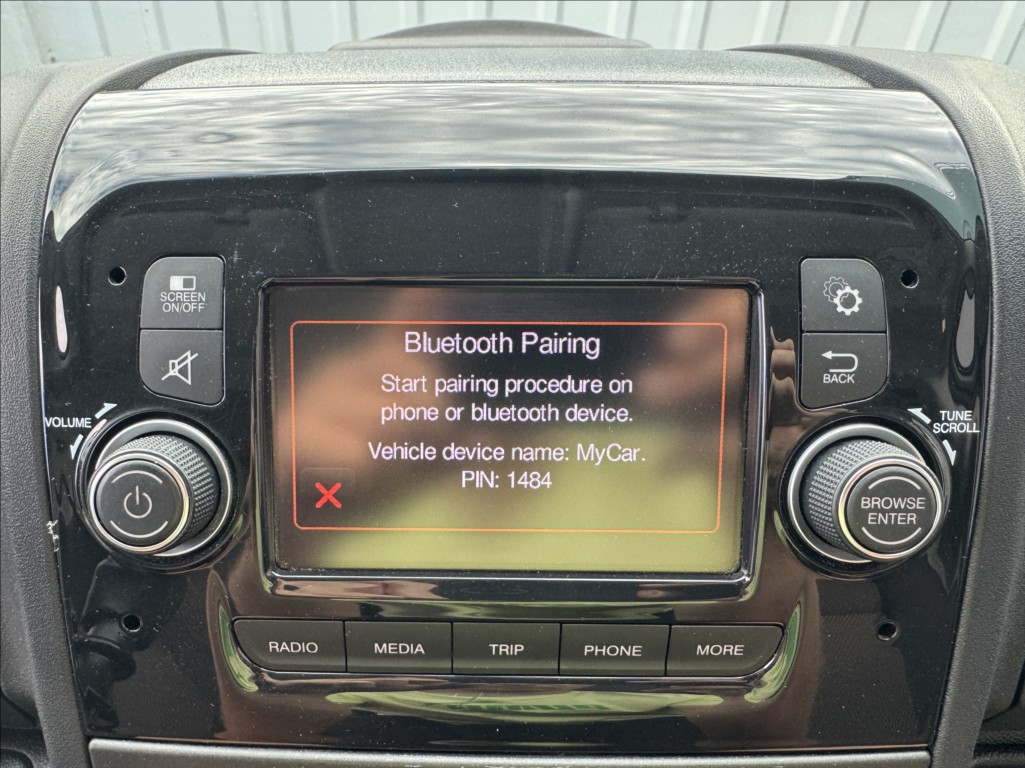 SCREEN
ON/OFF
VOLUME
Bluetooth Pairing
Start pairing procedure on
phone or bluetooth device.
Vehicle device name: MyCar.
PIN: 1484
BACK
TUNE
SCROLL
BROWSE
ENTER
RADIO
MEDIA
TRIP
PHONE
MORE